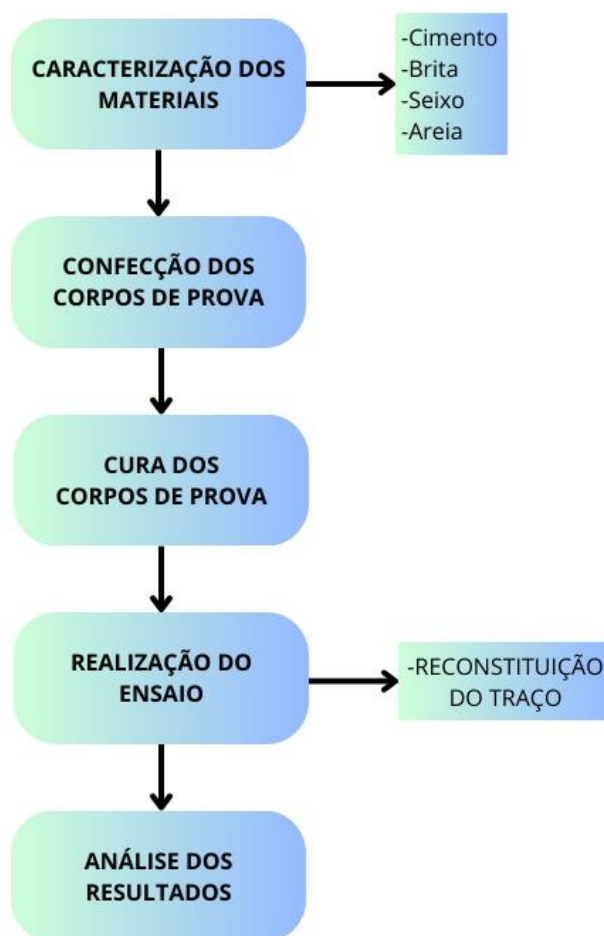 CARACTERIZAÇÃO DOS
MATERIAIS
-Cimento
-Brita
-Seixo
-Areia
CONFECÇÃO DOS
CORPOS DE PROVA
CURA DOS
CORPOS DE PROVA
REALIZAÇÃO DO
ENSAIO
-RECONSTITUIÇÃO
DO TRAÇO
ANÁLISE DOS
RESULTADOS